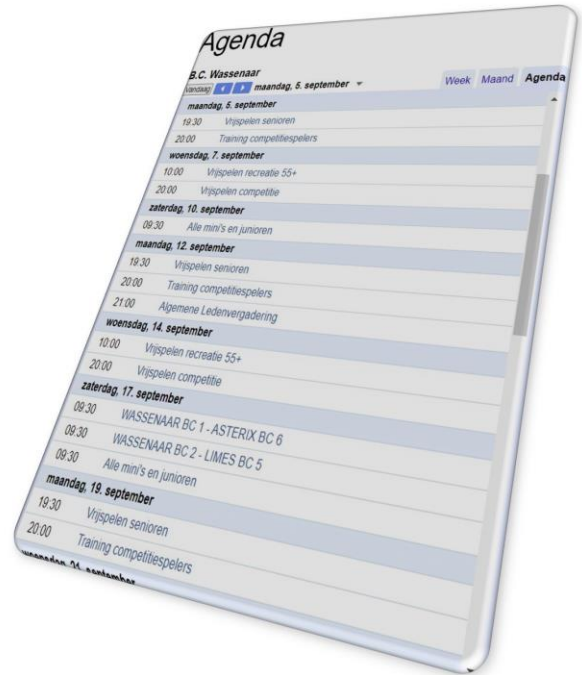 Agenda
B.C. Wassenaar
Vandaag maandag, 5. september Week Maand Agenda
maandag, 5. september
19:30 Vrijspelen senioren
20:00 Training competitiespelers
woensdag, 7. september
10:00 Vrijspelen recreatie 55+
20:00 Vrijspelen competitie
zaterdag, 10. september
09:30 Alle mini's en junioren
maandag, 12. september
19:30 Vrijspelen senioren
20:00 Training competitiespelers
21:00 Algemene Ledenvergadering
woensdag, 14. september
10:00 Vrijspelen recreatie 55+
20:00 Vrijspelen competitie
zaterdag, 17. september
09:30 WASSENAAR BC 1 - ASTERIX BC 6
09:30 WASSENAAR BC 2 - LIMES BC 5
09:30 Alle mini's en junioren
maandag, 19. september
19:30 Vrijspelen senioren
20:00 Training competitiespelers
woensdag, 21. september